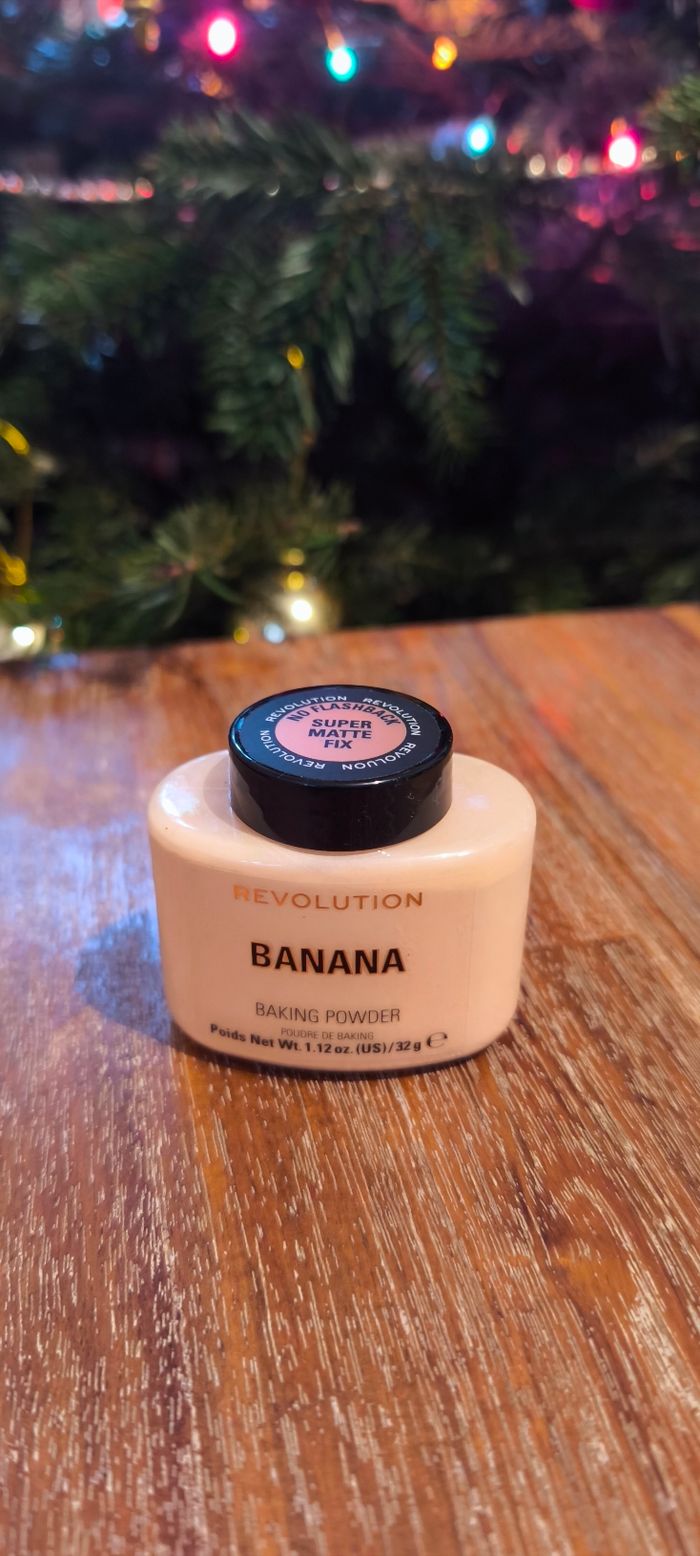 REVOLUTION REVOLUTION REVOLUTION REVOLUTION
NO FLASHBACK
SUPER
MATTE
FIX
REVOLUTION
BANANA
BAKING POWDER
POUDRE DE BAKING
Poids Net Wt. 1.12 oz. (US)/32g ℮